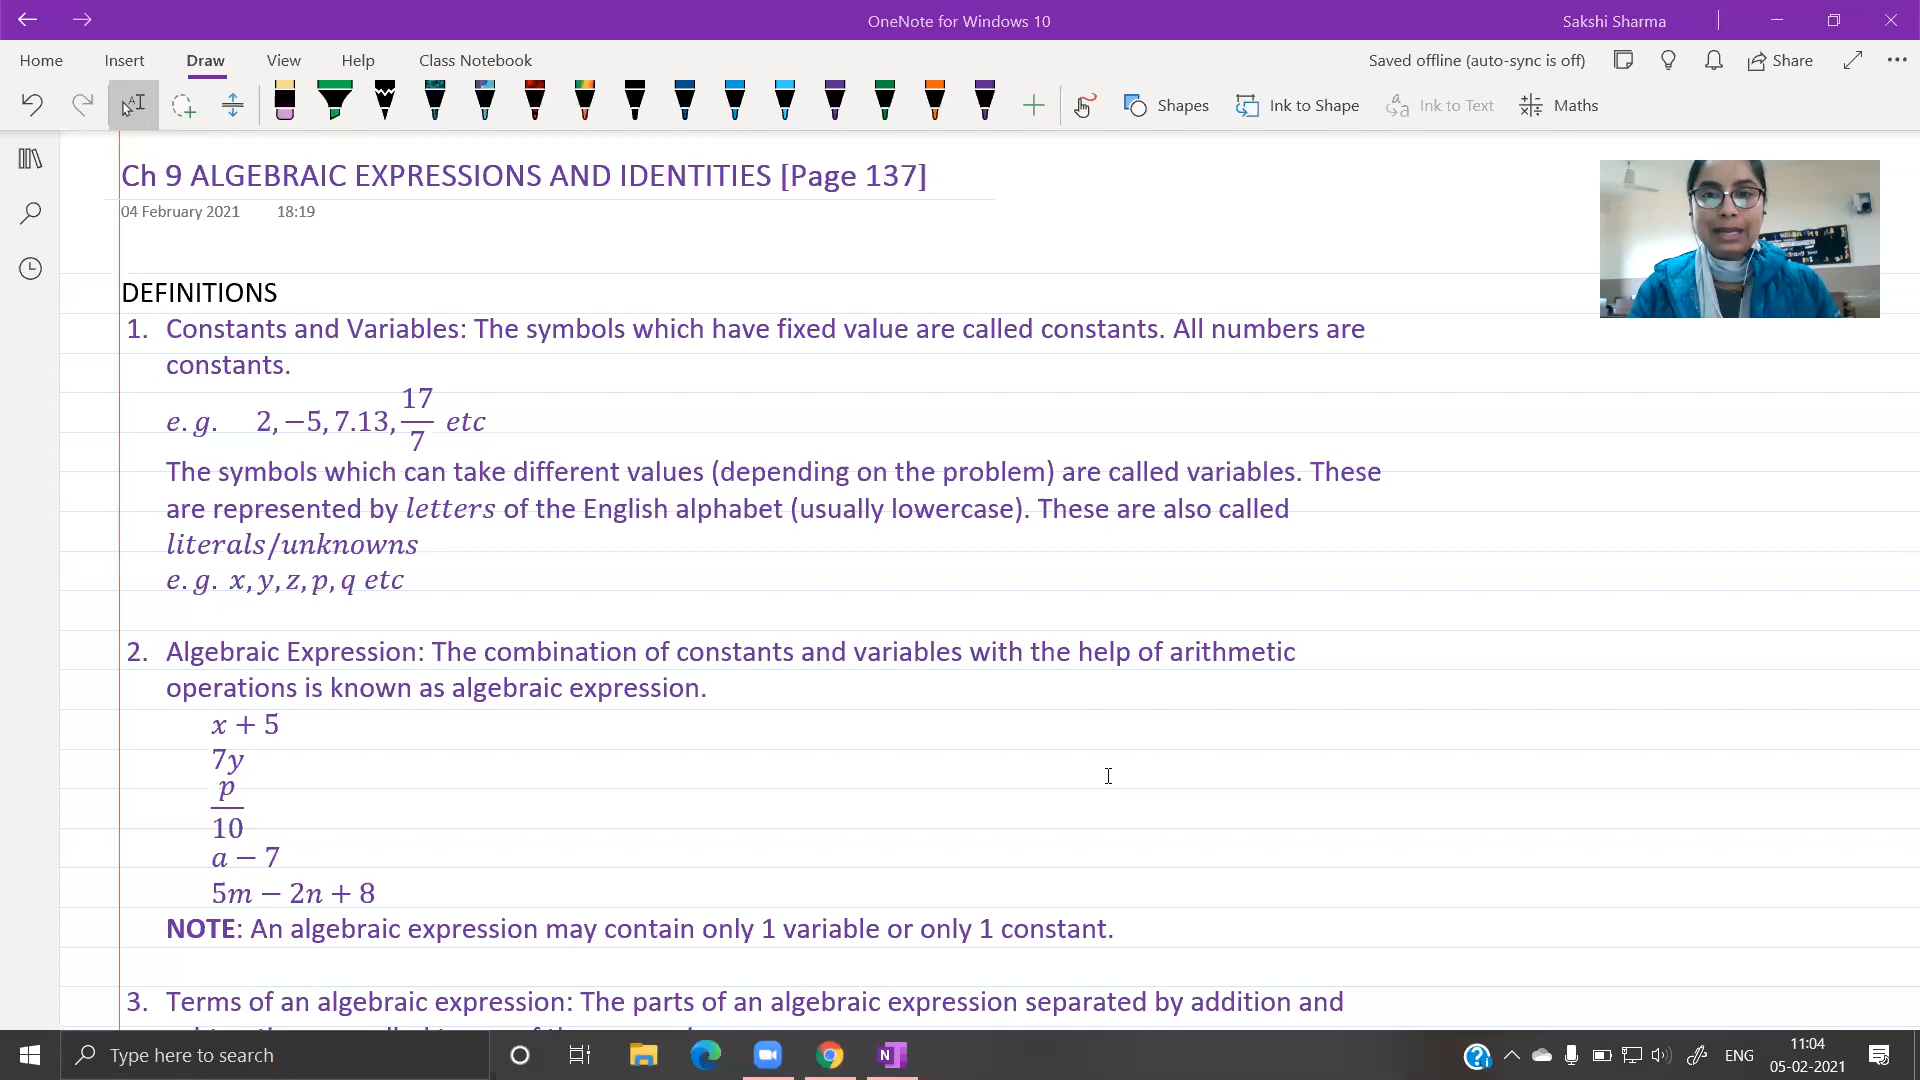 OneNote for Windows 10
Sakshi Sharma
Home Insert Draw View Help Class Notebook
Saved offline (auto-sync is off) Share
Shapes Ink to Shape Ink to Text Maths
Ch 9 ALGEBRAIC EXPRESSIONS AND IDENTITIES [Page 137]
04 February 2021 18:19
DEFINITIONS
1. Constants and Variables: The symbols which have fixed value are called constants. All numbers are
constants.
e.g. 2, −5, 7.13, 17/7 etc
The symbols which can take different values (depending on the problem) are called variables. These
are represented by letters of the English alphabet (usually lowercase). These are also called
literals/unknowns
e.g. x, y, z, p, q etc
2. Algebraic Expression: The combination of constants and variables with the help of arithmetic
operations is known as algebraic expression.
x + 5
7y
p/10
a − 7
5m − 2n + 8
NOTE: An algebraic expression may contain only 1 variable or only 1 constant.
3. Terms of an algebraic expression: The parts of an algebraic expression separated by addition and
Type here to search
ENG
11:04
05-02-2021